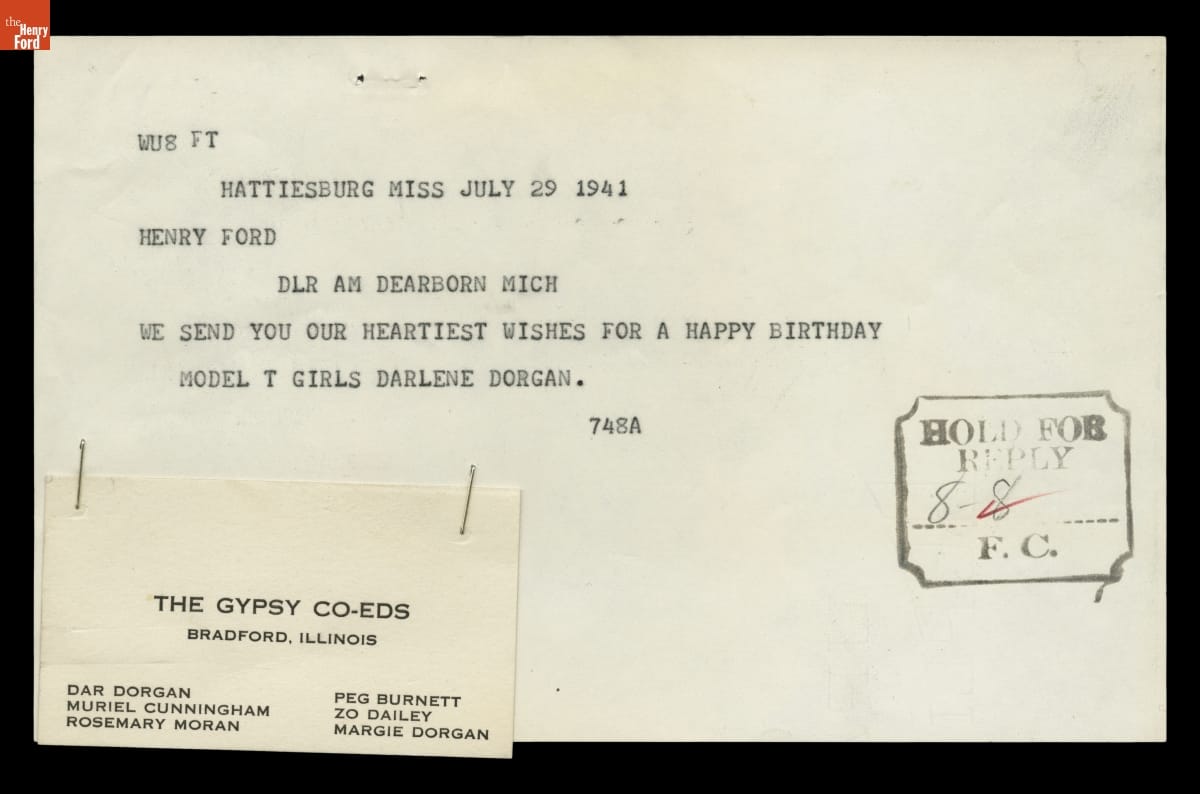 the
Henry
Ford
WU8 FT
HATTIESBURG MISS JULY 29 1941
HENRY FORD
DLR AM DEARBORN MICH
WE SEND YOU OUR HEARTIEST WISHES FOR A HAPPY BIRTHDAY
MODEL T GIRLS DARLENE DORGAN.
748A
HOLD FOR
REPLY
8-8
F. C.
THE GYPSY CO-EDS
BRADFORD, ILLINOIS
DAR DORGAN
MURIEL CUNNINGHAM
ROSEMARY MORAN
PEG BURNETT
ZO DAILEY
MARGIE DORGAN